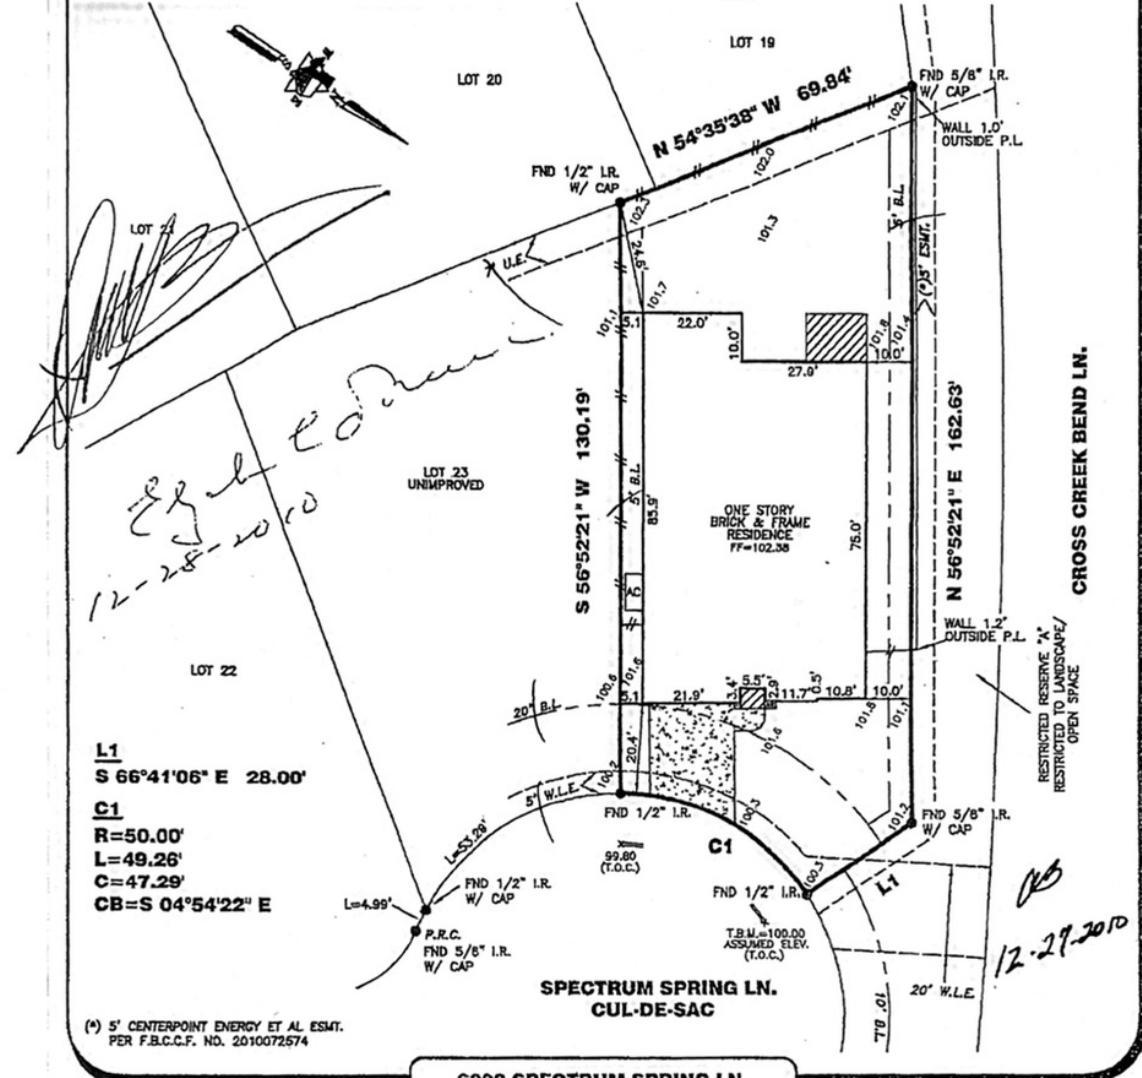 LOT 19
LOT 20
N 54°35'38" W 69.84'
FND 5/8" I.R.
W/ CAP
WALL 1.0'
OUTSIDE P.L.
102.1
102.0
FND 1/2" I.R.
W/ CAP
102.3
LOT 21
U.E.
24.5'
101.3
5' B.L.
(*)5' ESMT.
101.7
101.1
5.1
22.0'
10.0'
27.9'
101.8
101.4
10.0'
S 56°52'21" W 130.19'
N 56°52'21" E 162.63'
CROSS CREEK BEND LN.
LOT 23
UNIMPROVED
5' B.L.
85.9'
ONE STORY
BRICK & FRAME
RESIDENCE
FF=102.38
75.0'
12-28-2010
AC
WALL 1.2'
OUTSIDE P.L.
RESTRICTED RESERVE "A"
RESTRICTED TO LANDSCAPE/
OPEN SPACE
LOT 22
100.6
101.6
5.1
21.9'
3.4'
5.5'
2.9'
11.7'
0.5'
10.8'
10.0'
101.8
101.1
20' B.L.
20.4'
101.6
L1
S 66°41'06" E 28.00'
C1
R=50.00'
L=49.26'
C=47.29'
CB=S 04°54'22" E
5' W.L.E.
100.2
FND 1/2" I.R.
100.3
C1
101.2
FND 5/8" I.R.
W/ CAP
L=53.29'
99.80
(T.O.C.)
100.3
L1
FND 1/2" I.R.
W/ CAP
FND 1/2" I.R.
L=4.99'
P.R.C.
FND 5/8" I.R.
W/ CAP
T.B.M.=100.00
ASSUMED ELEV.
(T.O.C.)
12-29-2010
SPECTRUM SPRING LN.
CUL-DE-SAC
20' W.L.E.
10' B.L.
(*) 5' CENTERPOINT ENERGY ET AL ESMT.
PER F.B.C.C.F. NO. 2010072574
SPECTRUM SPRING LN.